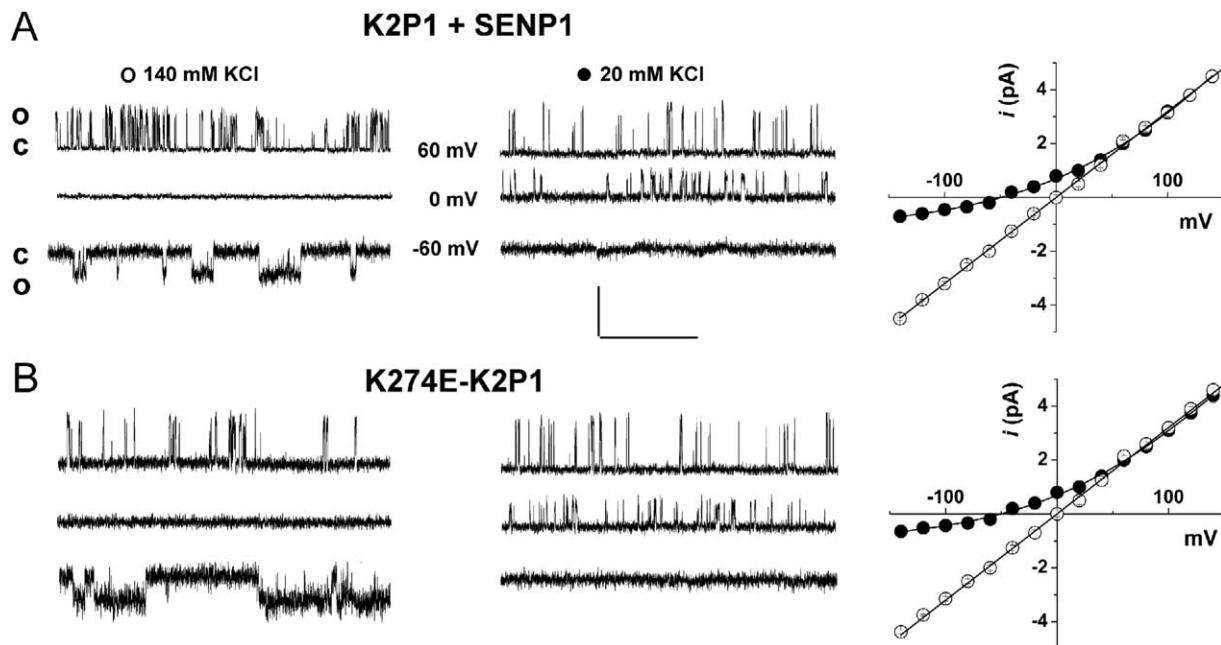 A
K2P1 + SENP1
O 140 mM KCl
● 20 mM KCl
o
c
60 mV
0 mV
c
-60 mV
o
i (pA)
4
2
-100
100
mV
-2
-4
B
K274E-K2P1
i (pA)
4
2
-100
100
mV
-2
-4